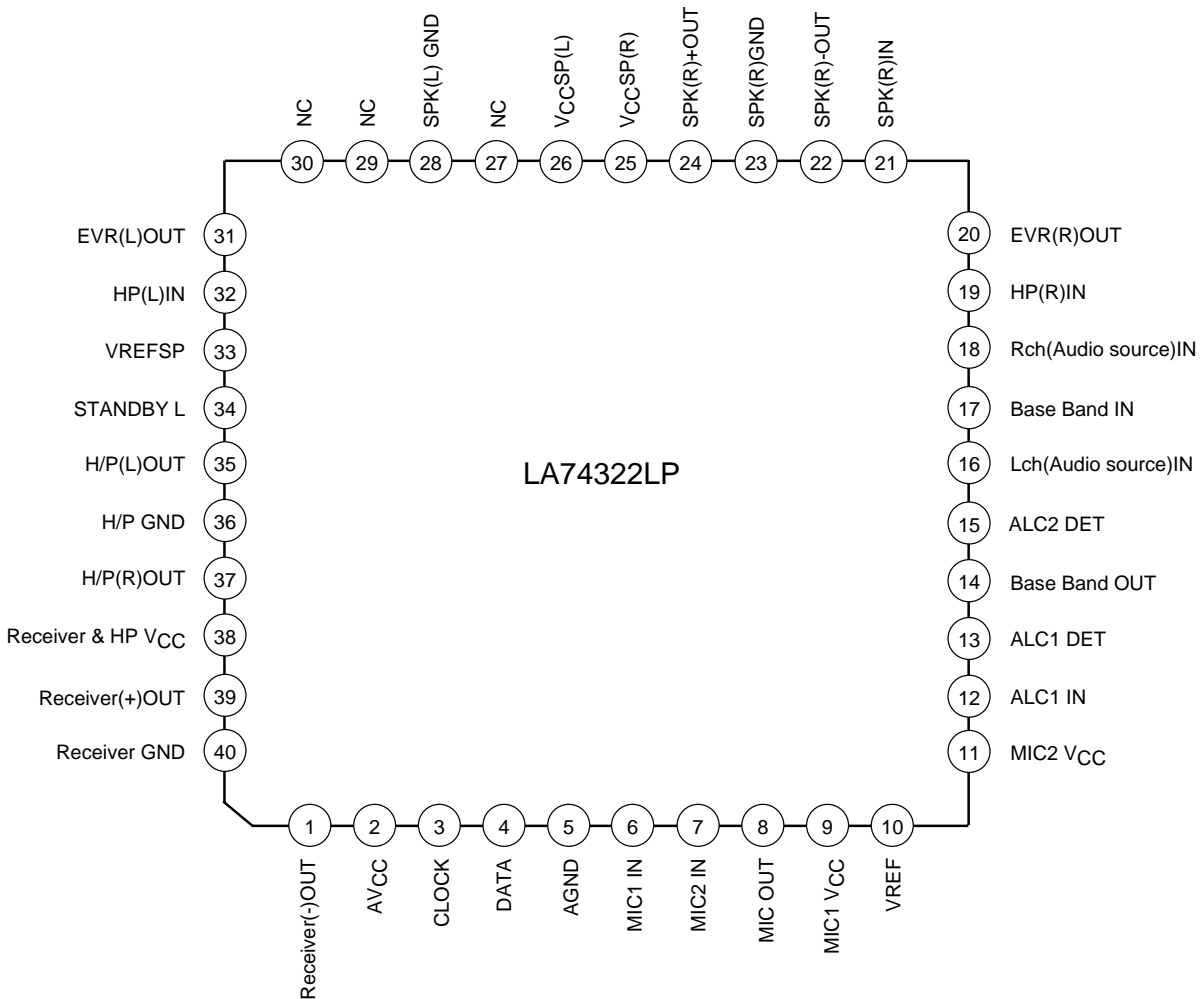 NC
NC
SPK(L) GND
NC
VCCSP(L)
VCCSP(R)
SPK(R)+OUT
SPK(R)GND
SPK(R)-OUT
SPK(R)IN
30
29
28
27
26
25
24
23
22
21
EVR(L)OUT
31
20
EVR(R)OUT
HP(L)IN
32
19
HP(R)IN
VREFSP
33
18
Rch(Audio source)IN
STANDBY L
34
17
Base Band IN
H/P(L)OUT
35
16
Lch(Audio source)IN
LA74322LP
H/P GND
36
15
ALC2 DET
H/P(R)OUT
37
14
Base Band OUT
Receiver & HP VCC
38
13
ALC1 DET
Receiver(+)OUT
39
12
ALC1 IN
Receiver GND
40
11
MIC2 VCC
1
2
3
4
5
6
7
8
9
10
Receiver(-)OUT
AVCC
CLOCK
DATA
AGND
MIC1 IN
MIC2 IN
MIC OUT
MIC1 VCC
VREF